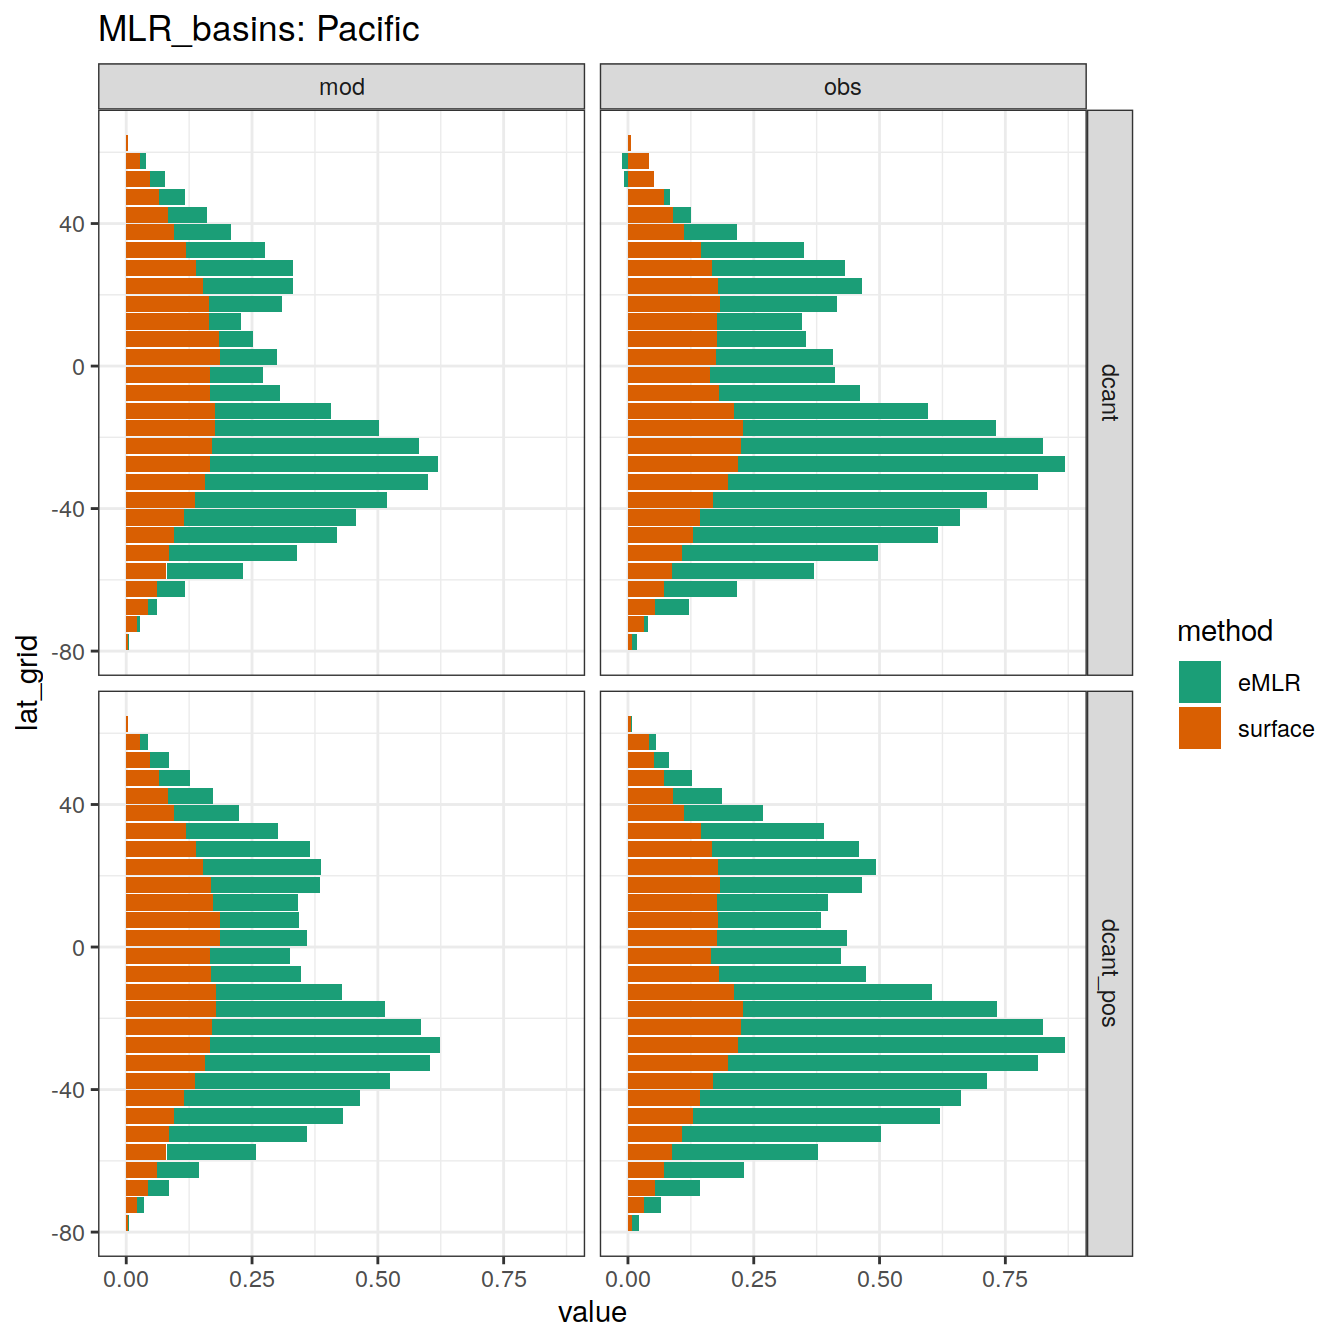 MLR_basins: Pacific
mod
obs
40
0
-40
-80
dcant
40
0
-40
-80
dcant_pos
lat_grid
0.00 0.25 0.50 0.75
0.00 0.25 0.50 0.75
value
method
eMLR
surface